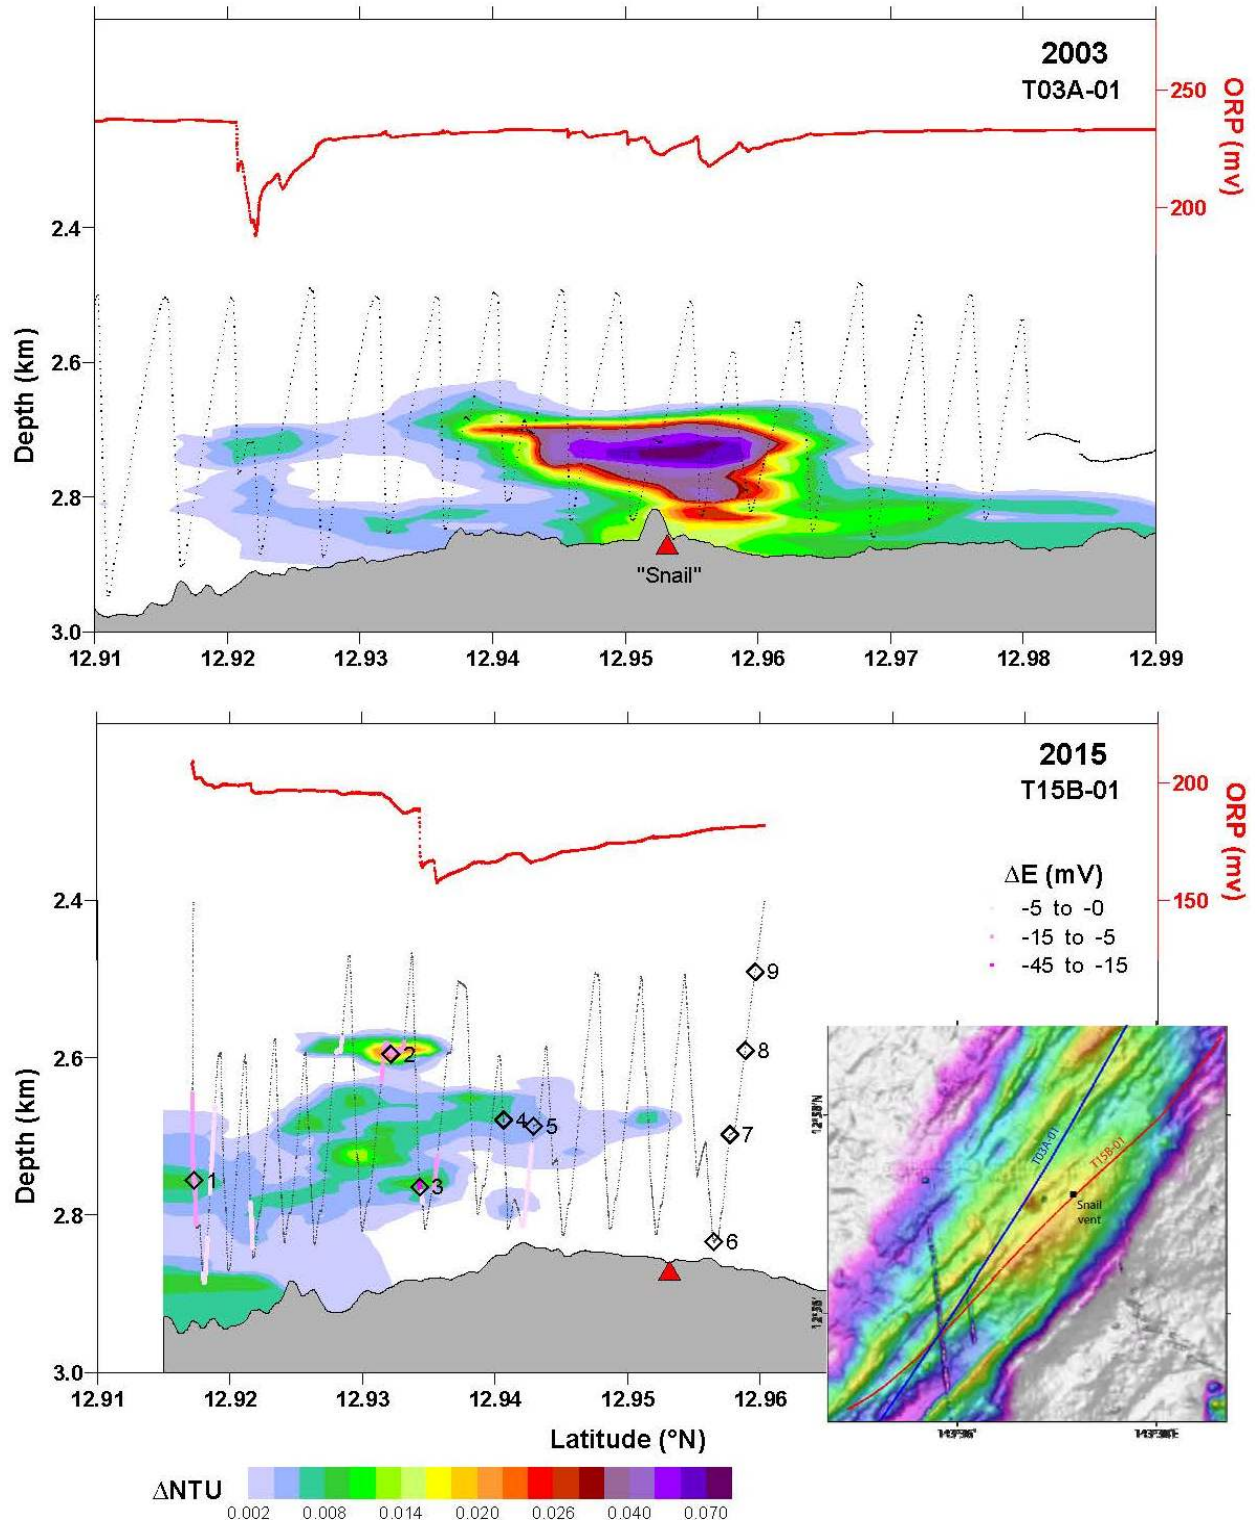 2003
T03A-01
250
200
ORP (mv)
2.4
2.6
2.8
3.0
Depth (km)
"Snail"
12.91 12.92 12.93 12.94 12.95 12.96 12.97 12.98 12.99
2015
T15B-01
200
150
ORP (mv)
ΔE (mV)
-5 to -0
-15 to -5
-45 to -15
2.4
2.6
2.8
3.0
Depth (km)
1
2
3
4
5
6
7
8
9
12.91 12.92 12.93 12.94 12.95 12.96
Latitude (°N)
T03A-01
T15B-01
Snail
vent
ΔNTU
0.002 0.008 0.014 0.020 0.026 0.040 0.070